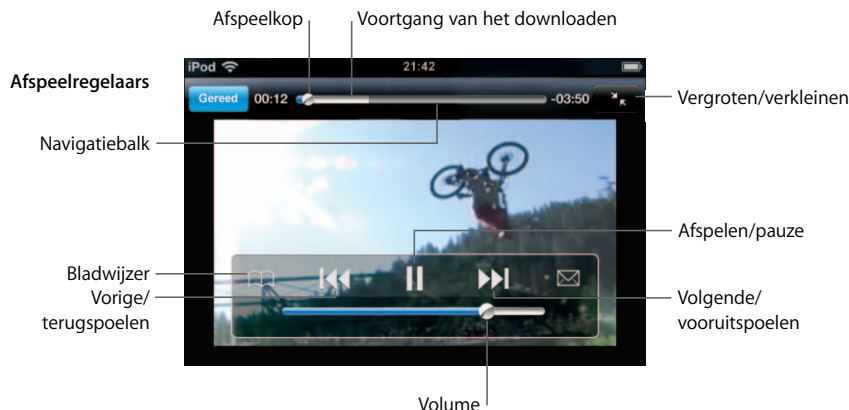 Afspeelkop
Voortgang van het downloaden
iPod 21:42
Afspeelregelaars
Gereed 00:12 -03:50
Vergroten/verkleinen
Navigatiebalk
Afspelen/pauze
Bladwijzer
Vorige/
terugspoelen
Volgende/
vooruitspoelen
Volume